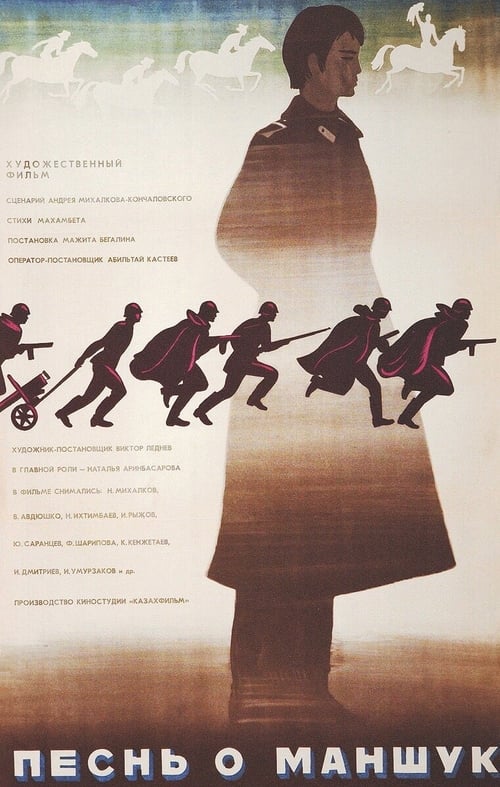 ХУДОЖЕСТВЕННЫЙ
ФИЛЬМ
СЦЕНАРИЙ АНДРЕЯ МИХАЛКОВА-КОНЧАЛОВСКОГО
СТИХИ МАХАМБЕТА
ПОСТАНОВКА МАЖИТА БЕГАЛИНА
ОПЕРАТОР-ПОСТАНОВЩИК АБИЛЬТАЙ КАСТЕЕВ
ХУДОЖНИК-ПОСТАНОВЩИК ВИКТОР ЛЕДНЕВ
В ГЛАВНОЙ РОЛИ — НАТАЛЬЯ АРИНБАСАРОВА
В ФИЛЬМЕ СНИМАЛИСЬ: Н. МИХАЛКОВ,
В. АВДЮШКО, Н. ИХТИМБАЕВ, И. РЫЖОВ,
Ю. САРАНЦЕВ, Ф. ШАРИПОВА, К. КЕНЖЕТАЕВ,
И. ДМИТРИЕВ, И. УМУРЗАКОВ и др.
ПРОИЗВОДСТВО КИНОСТУДИИ «КАЗАХФИЛЬМ»
ПЕСНЬ О МАНШУК